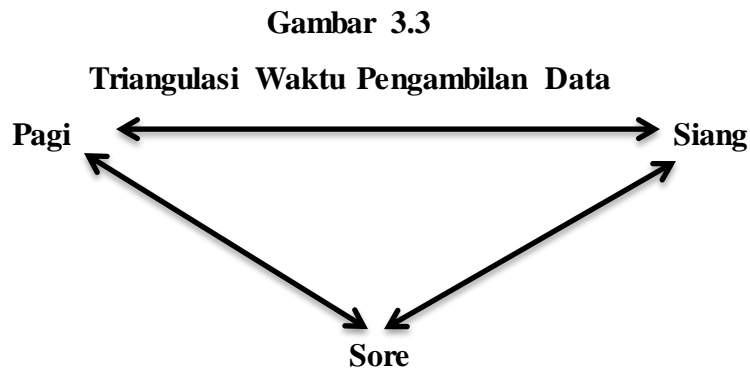 Gambar 3.3
Triangulasi Waktu Pengambilan Data
Pagi
Siang
Sore